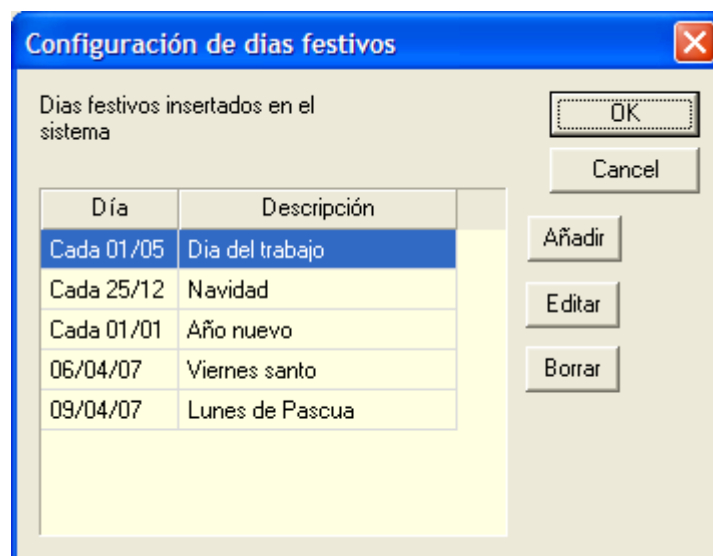 Configuración de dias festivos
Dias festivos insertados en el
sistema
OK
Cancel
Día Descripción
Cada 01/05 Dia del trabajo
Cada 25/12 Navidad
Cada 01/01 Año nuevo
06/04/07 Viernes santo
09/04/07 Lunes de Pascua
Añadir
Editar
Borrar